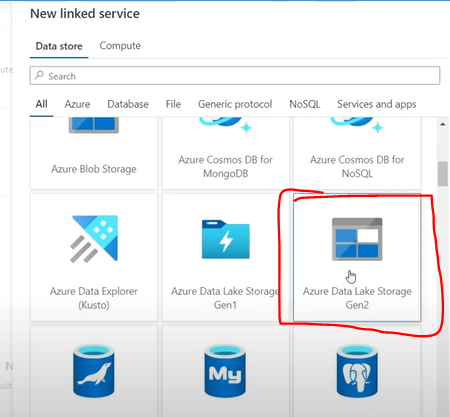 New linked service
Data store Compute
Search
All Azure Database File Generic protocol NoSQL Services and apps
Azure Blob Storage
Azure Cosmos DB for
MongoDB
Azure Cosmos DB for
NoSQL
Azure Data Explorer
(Kusto)
Azure Data Lake Storage
Gen1
Azure Data Lake Storage
Gen2
My